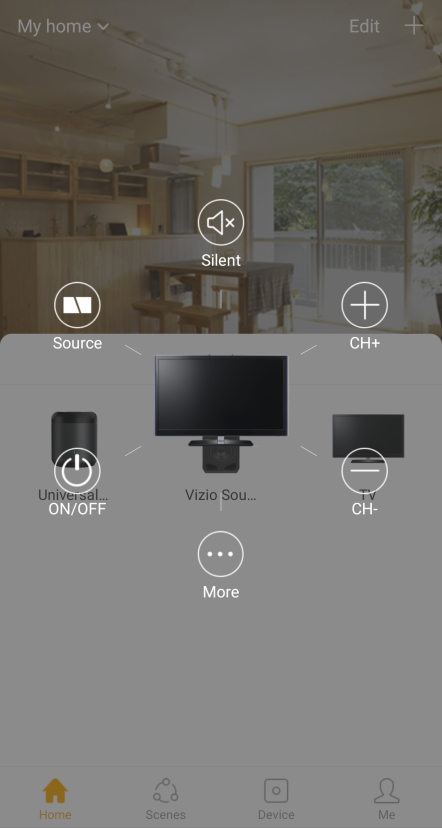 My home
Edit
Silent
Source
CH+
Universal...
Vizio Sou...
TV
ON/OFF
CH-
More
Home
Scenes
Device
Me